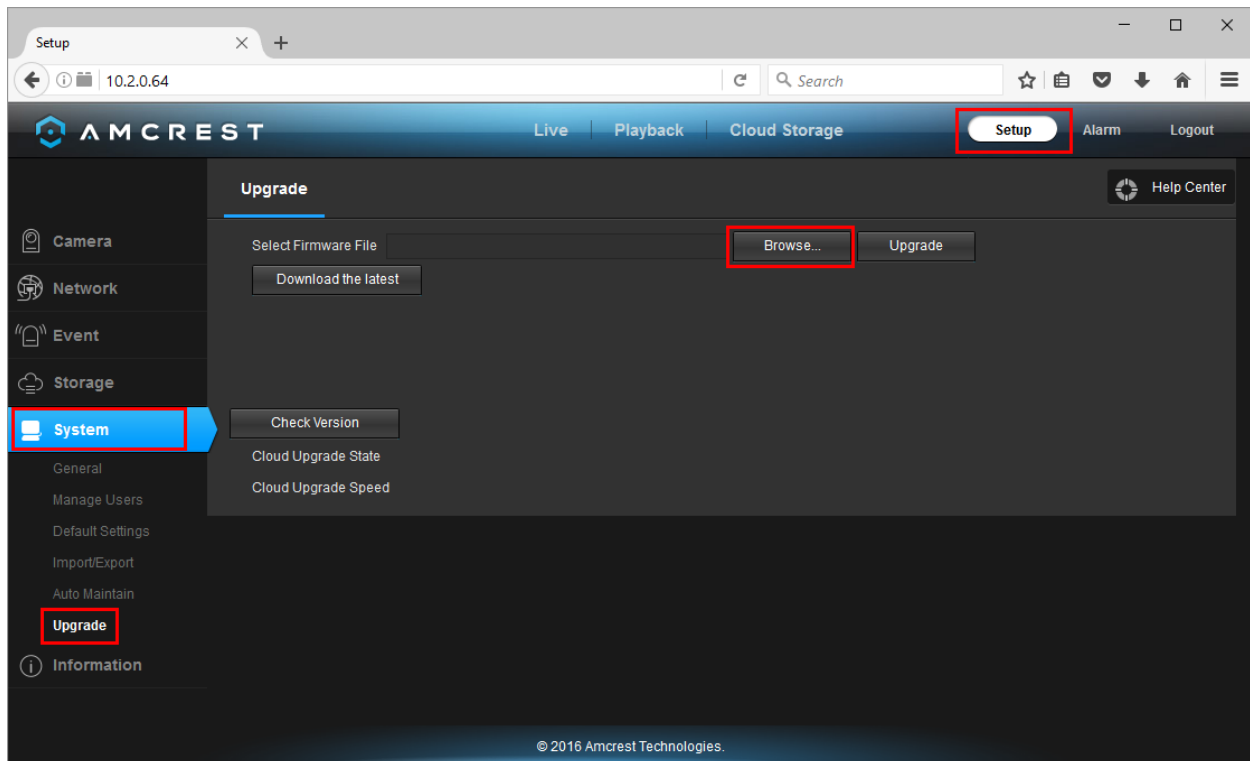 Setup
10.2.0.64
Search
AMCREST
Live Playback Cloud Storage Setup Alarm Logout
Upgrade
Help Center
Camera
Network
Event
Storage
System
General
Manage Users
Default Settings
Import/Export
Auto Maintain
Upgrade
Information
Select Firmware File Browse... Upgrade
Download the latest
Check Version
Cloud Upgrade State
Cloud Upgrade Speed
© 2016 Amcrest Technologies.